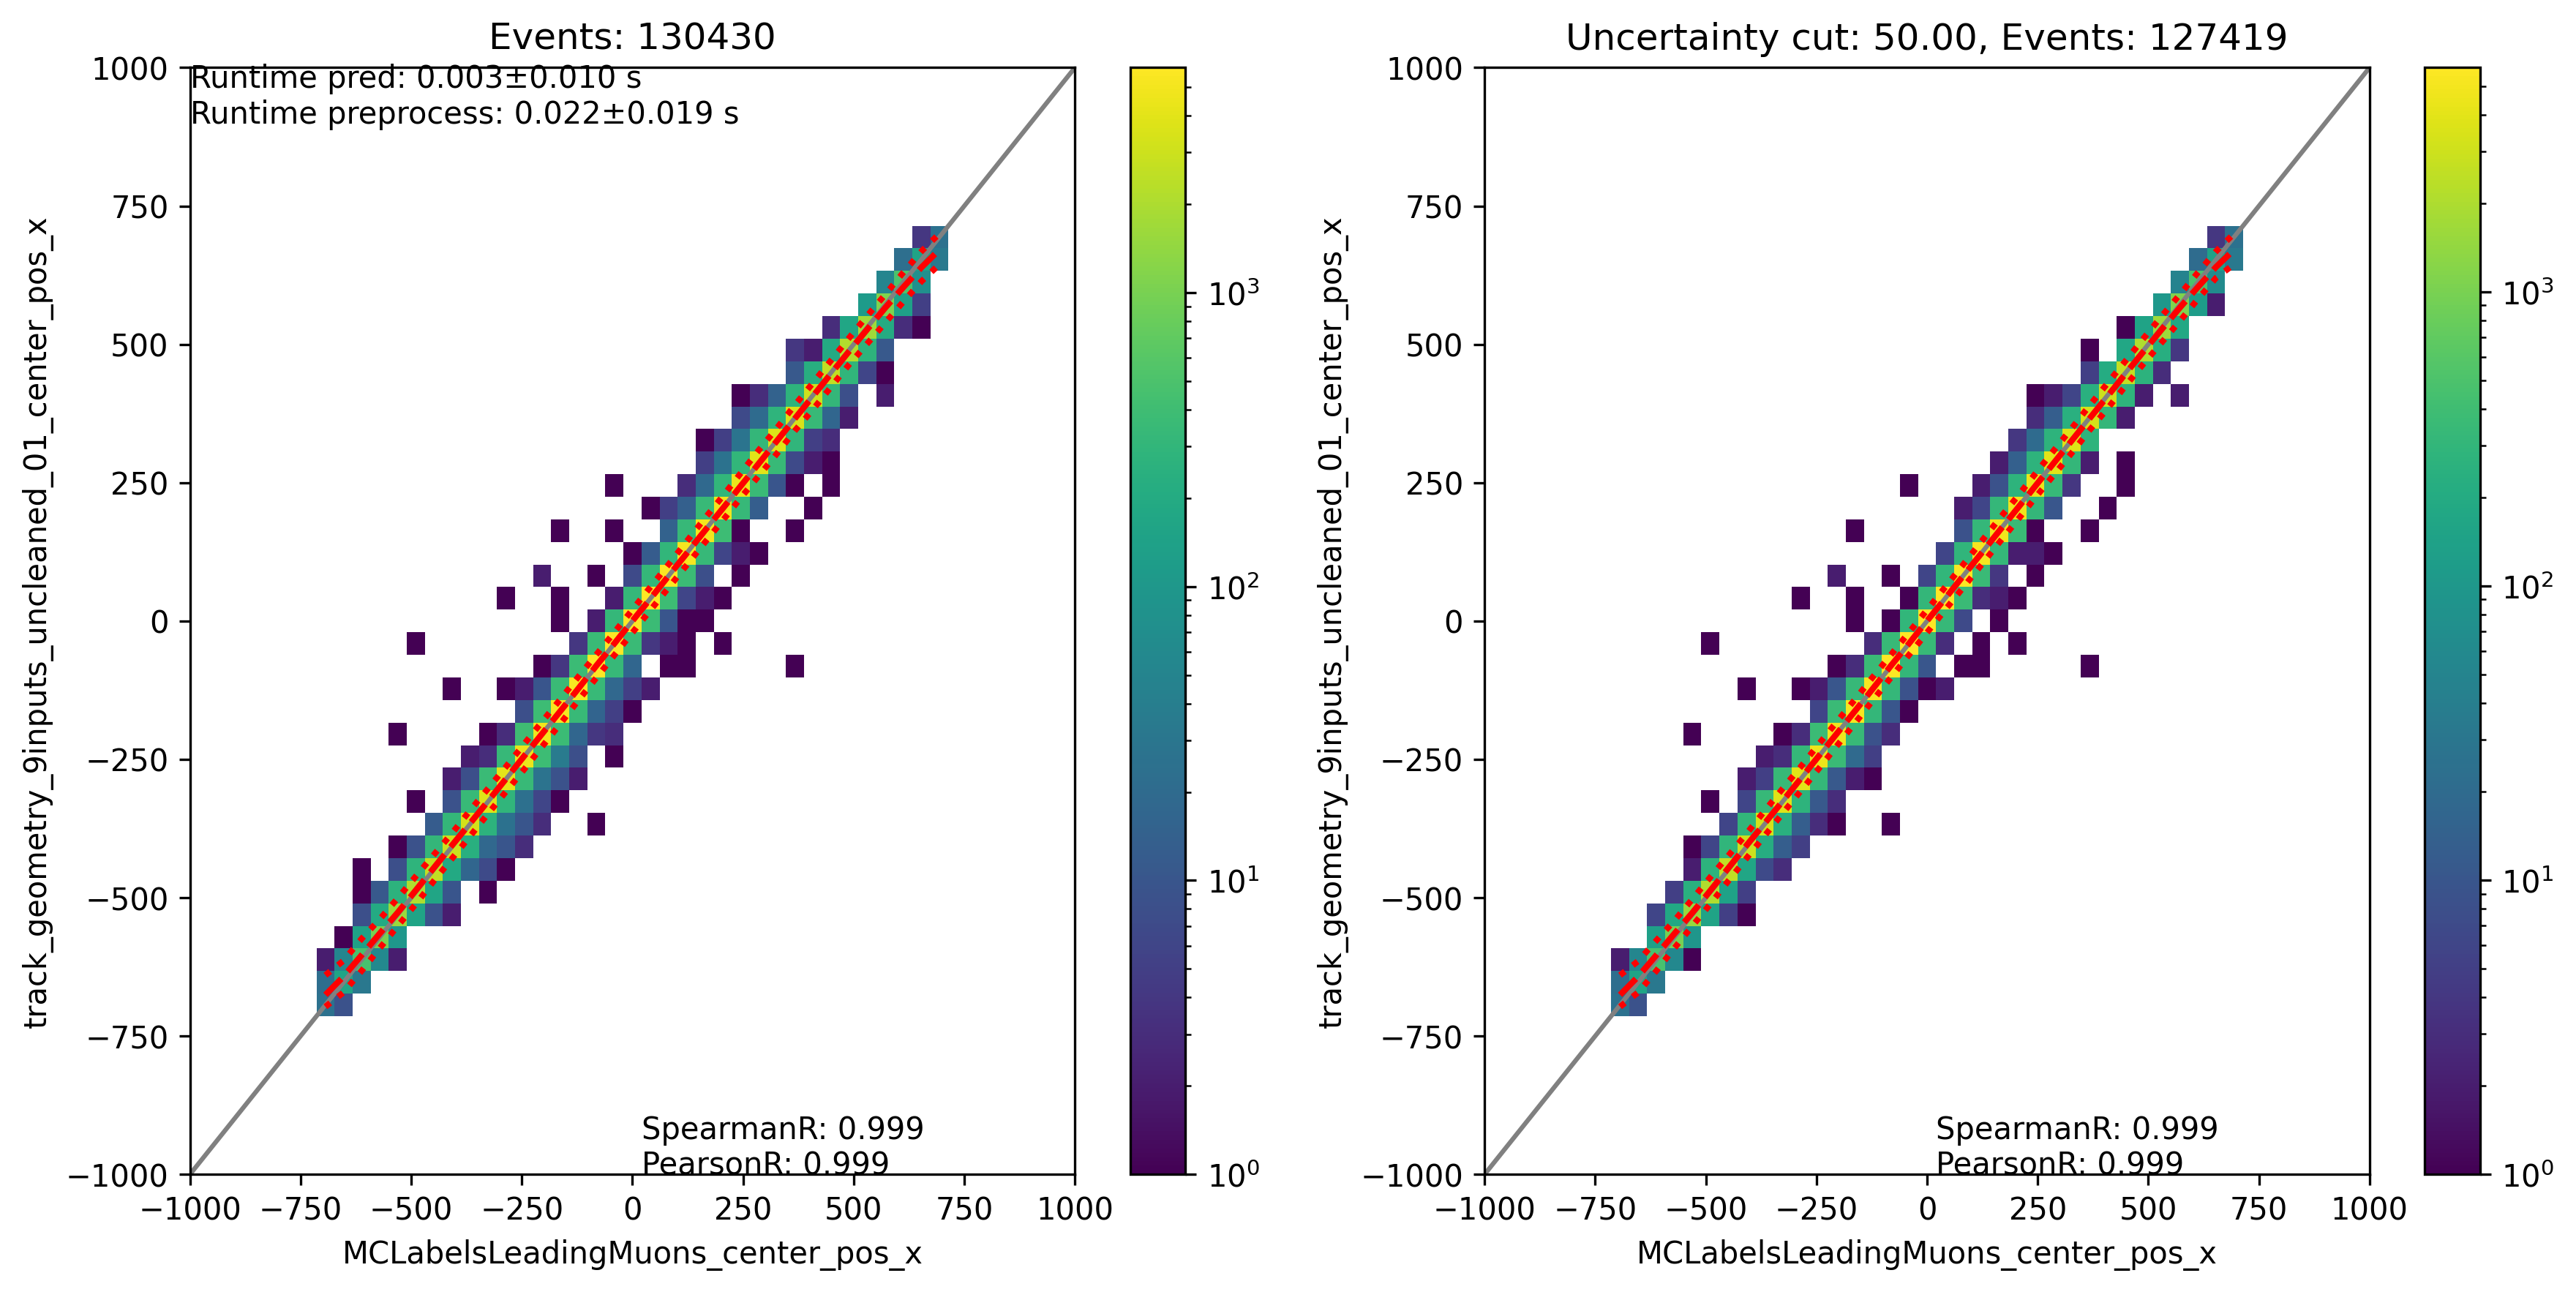 Events: 130430
Runtime pred: 0.003±0.010 s
Runtime preprocess: 0.022±0.019 s
1000
750
500
250
0
−250
−500
−750
−1000
track_geometry_9inputs_uncleaned_01_center_pos_x
SpearmanR: 0.999
PearsonR: 0.999
−1000 −750 −500 −250 0 250 500 750 1000
MCLabelsLeadingMuons_center_pos_x
10³
10²
10¹
10⁰
Uncertainty cut: 50.00, Events: 127419
1000
750
500
250
0
−250
−500
−750
−1000
track_geometry_9inputs_uncleaned_01_center_pos_x
SpearmanR: 0.999
PearsonR: 0.999
−1000 −750 −500 −250 0 250 500 750 1000
MCLabelsLeadingMuons_center_pos_x
10³
10²
10¹
10⁰